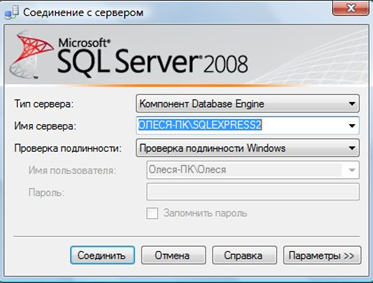 Соединение с сервером
Microsoft®
SQL Server® 2008
Тип сервера: Компонент Database Engine
Имя сервера: ОЛЕСЯ-ПК\SQLEXPRESS2
Проверка подлинности: Проверка подлинности Windows
Имя пользователя: Олеся-ПК\Олеся
Пароль:
Запомнить пароль
Соединить Отмена Справка Параметры >>